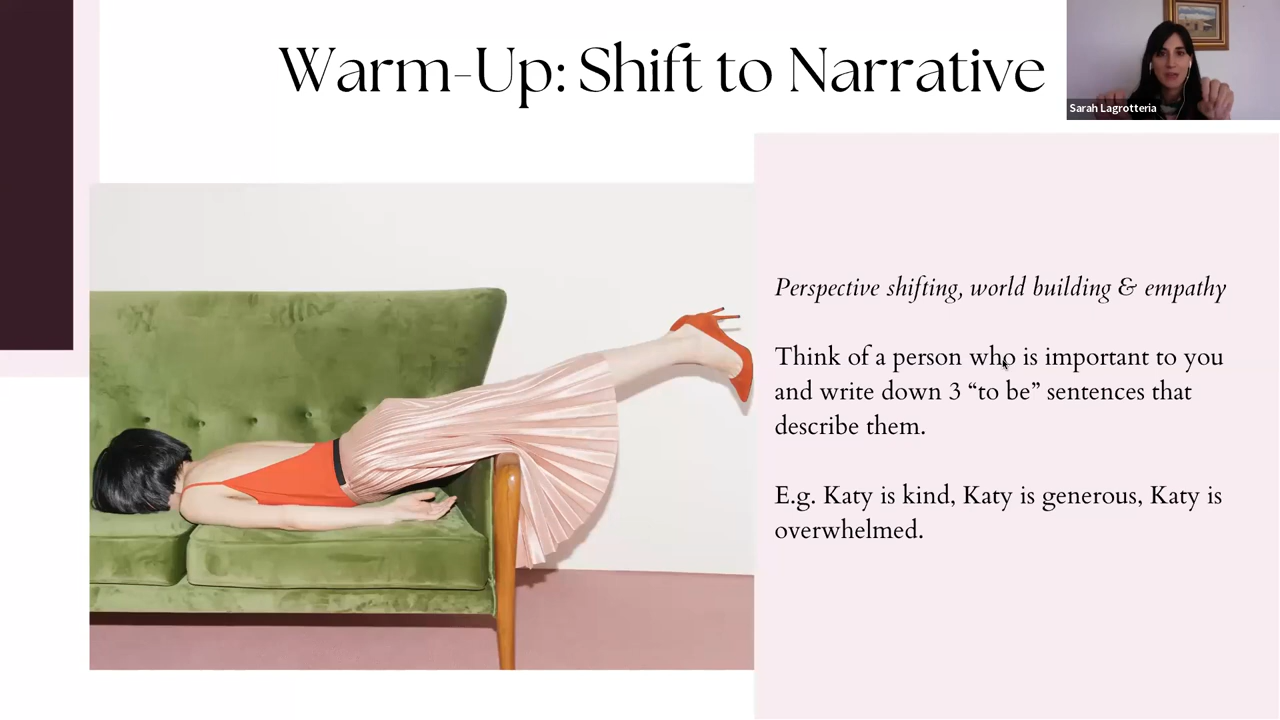 Warm-Up: Shift to Narrative
Sarah Lagrotteria
Perspective shifting, world building & empathy
Think of a person who is important to you
and write down 3 “to be” sentences that
describe them.
E.g. Katy is kind, Katy is generous, Katy is
overwhelmed.